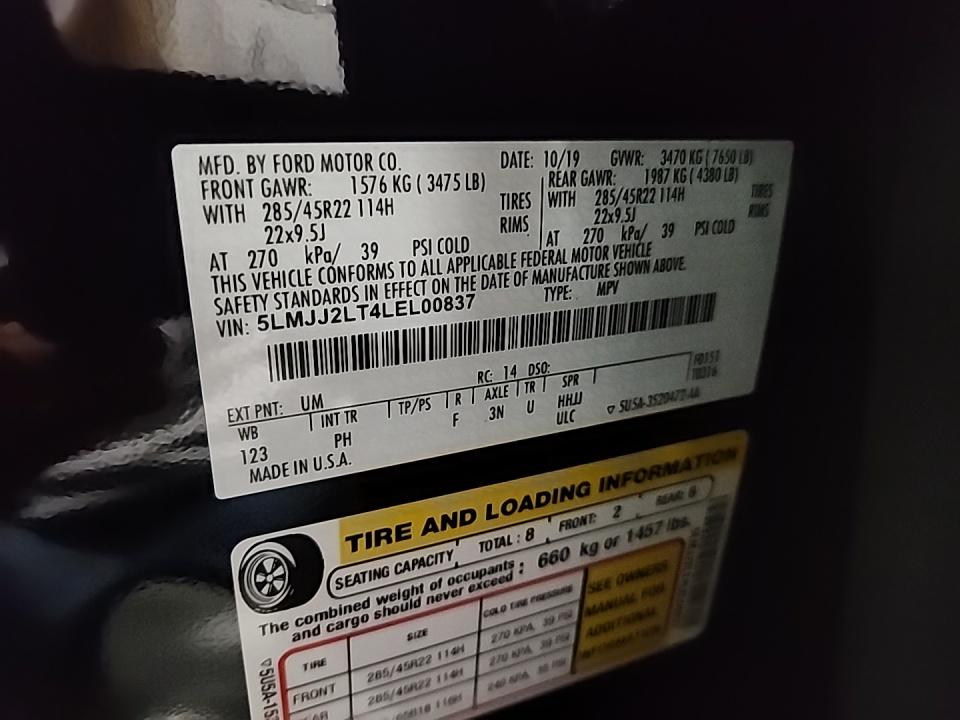 MFD. BY FORD MOTOR CO. DATE: 10/19 GVWR: 3470 KG ( 7650 LB)
FRONT GAWR: 1576 KG ( 3475 LB) REAR GAWR: 1987 KG ( 4380 LB)
WITH 285/45R22 114H TIRES WITH 285/45R22 114H TIRES
22x9.5J RIMS 22x9.5J RIMS
AT 270 kPa/ 39 PSI COLD AT 270 kPa/ 39 PSI COLD
THIS VEHICLE CONFORMS TO ALL APPLICABLE FEDERAL MOTOR VEHICLE
SAFETY STANDARDS IN EFFECT ON THE DATE OF MANUFACTURE SHOWN ABOVE.
VIN: 5LMJJ2LT4LEL00837 TYPE: MPV
EXT PNT: UM RC: 14 DSO:
WB INT TR TP/PS R AXLE TR SPR
123 PH F 3N U HHJJ
ULC
MADE IN U.S.A.
TIRE AND LOADING INFORMATION
SEATING CAPACITY TOTAL : 8 FRONT: 2 REAR: 6
The combined weight of occupants
and cargo should never exceed : 660 kg or 1457 lbs.
TIRE SIZE COLD TIRE PRESSURE
FRONT 285/45R22 114H 270 KPA, 39 PSI
285/45R22 114H 270 KPA, 39 PSI
SEE OWNERS
MANUAL FOR
ADDITIONAL
INFORMATION